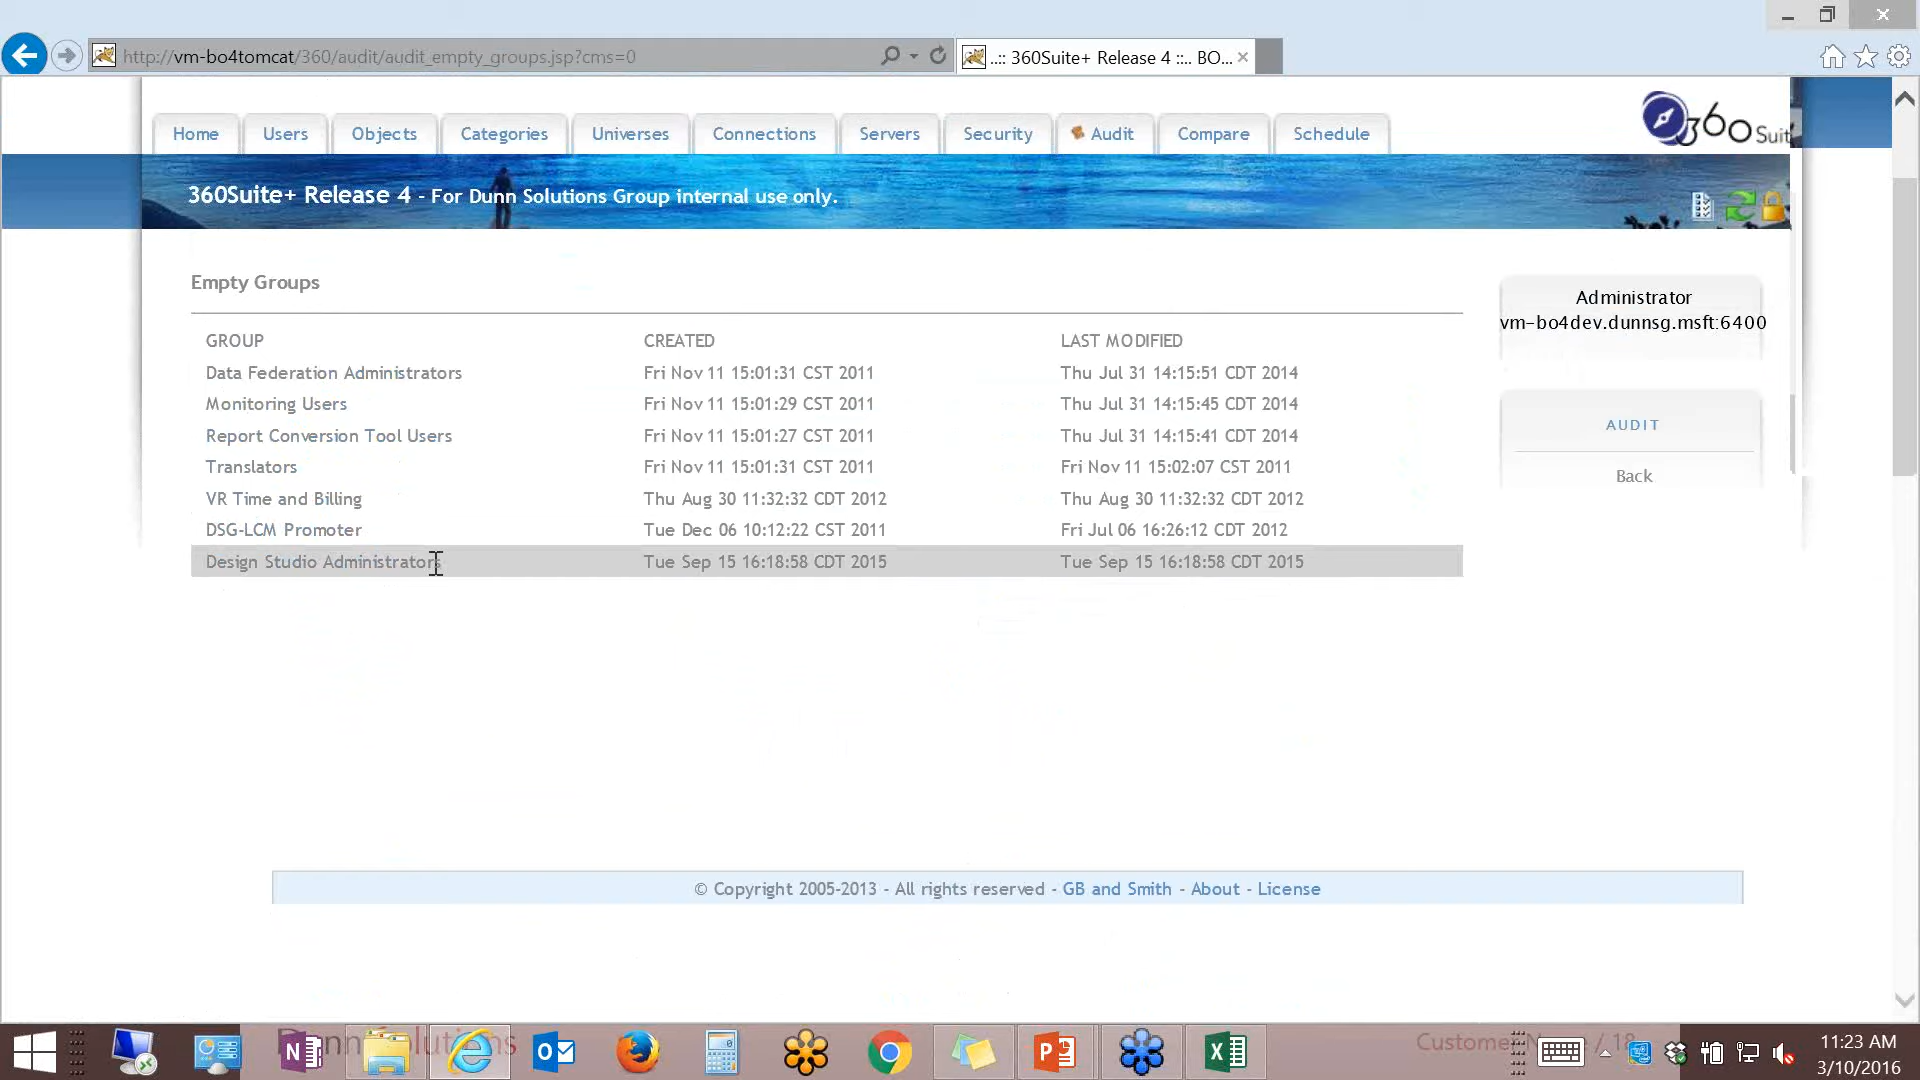 http://vm-bo4tomcat/360/audit/audit_empty_groups.jsp?cms=0
..:: 360Suite+ Release 4 ::.. BO...
Home Users Objects Categories Universes Connections Servers Security Audit Compare Schedule
360Suit
360Suite+ Release 4 - For Dunn Solutions Group internal use only.
Empty Groups
GROUP CREATED LAST MODIFIED
Data Federation Administrators Fri Nov 11 15:01:31 CST 2011 Thu Jul 31 14:15:51 CDT 2014
Monitoring Users Fri Nov 11 15:01:29 CST 2011 Thu Jul 31 14:15:45 CDT 2014
Report Conversion Tool Users Fri Nov 11 15:01:27 CST 2011 Thu Jul 31 14:15:41 CDT 2014
Translators Fri Nov 11 15:01:31 CST 2011 Fri Nov 11 15:02:07 CST 2011
VR Time and Billing Thu Aug 30 11:32:32 CDT 2012 Thu Aug 30 11:32:32 CDT 2012
DSG-LCM Promoter Tue Dec 06 10:12:22 CST 2011 Fri Jul 06 16:26:12 CDT 2012
Design Studio Administrators Tue Sep 15 16:18:58 CDT 2015 Tue Sep 15 16:18:58 CDT 2015
Administrator
vm-bo4dev.dunnsg.msft:6400
AUDIT
Back
© Copyright 2005-2013 - All rights reserved - GB and Smith - About - License
11:23 AM
3/10/2016